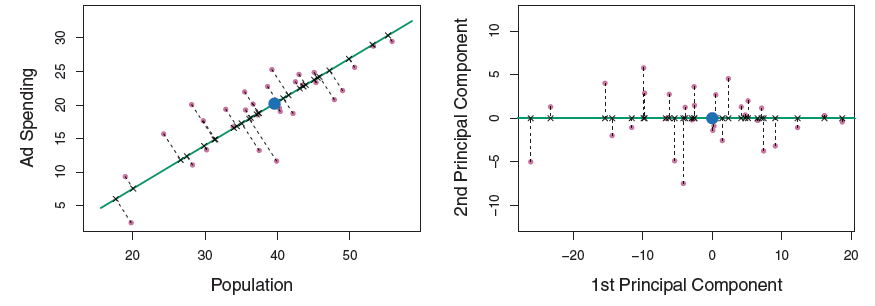 Ad Spending
5 10 15 20 25 30
20 30 40 50
Population
2nd Principal Component
−10 −5 0 5 10
−20 −10 0 10 20
1st Principal Component